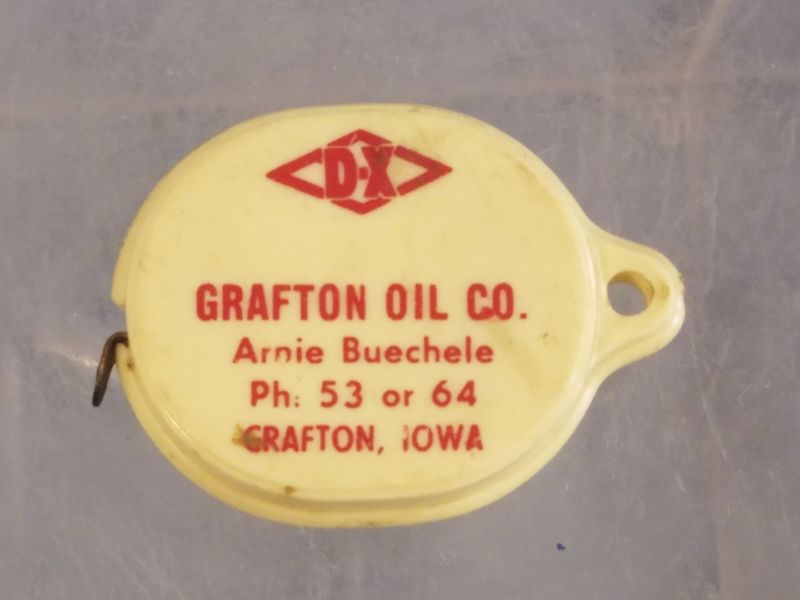 D-X
GRAFTON OIL CO.
Arnie Buechele
Ph: 53 or 64
GRAFTON, IOWA